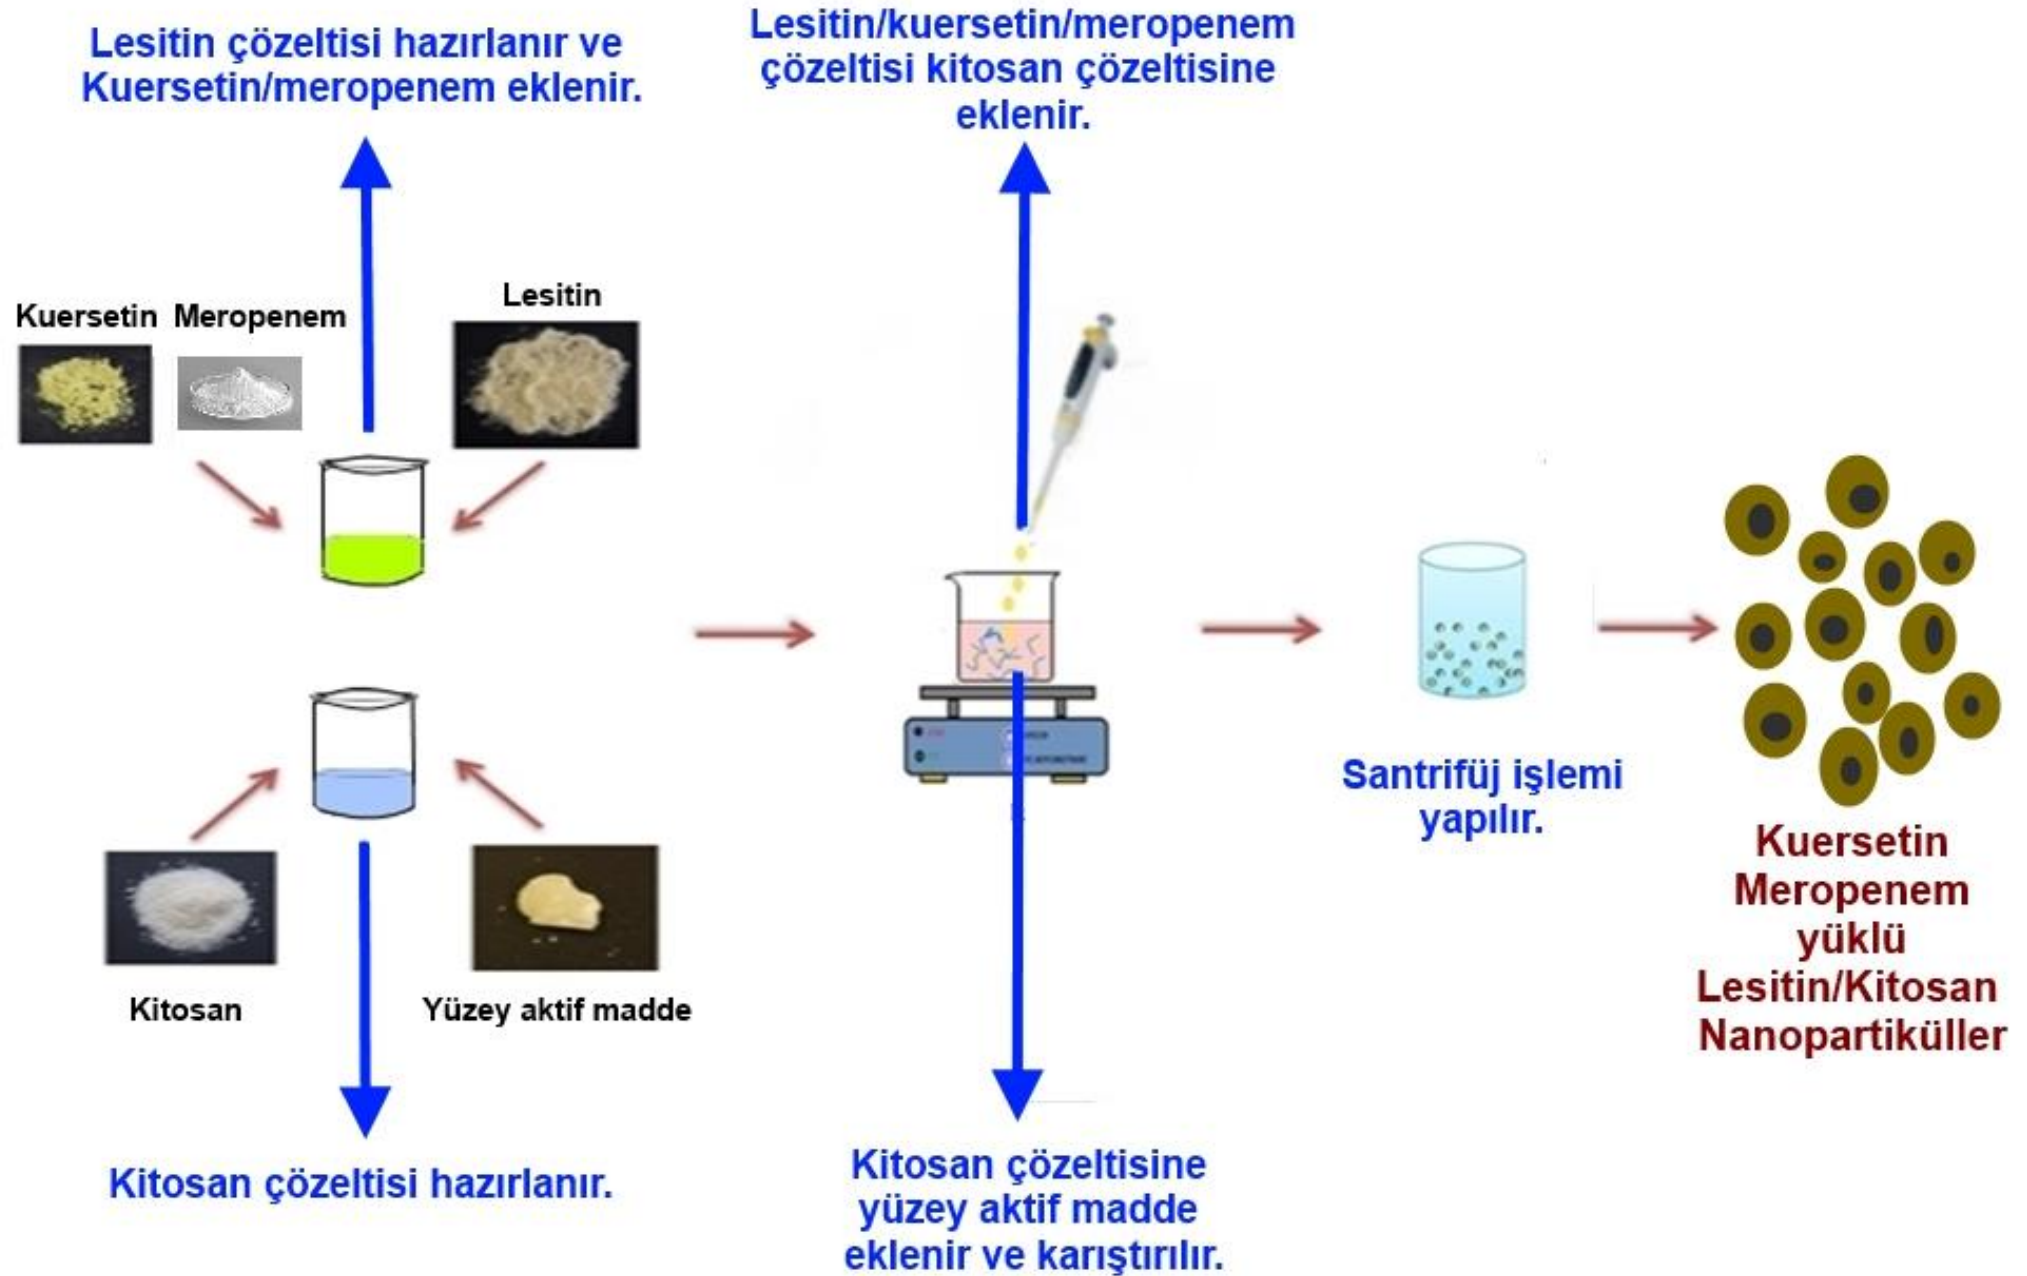 Lesitin çözeltisi hazırlanır ve
Kuersetin/meropenem eklenir.
Lesitin/kuersetin/meropenem
çözeltisi kitosan çözeltisine
eklenir.
Kuersetin
Meropenem
Lesitin
Kitosan
Yüzey aktif madde
Kitosan çözeltisi hazırlanır.
Kitosan çözeltisine
yüzey aktif madde
eklenir ve karıştırılır.
Santrifüj işlemi
yapılır.
Kuersetin
Meropenem
yüklü
Lesitin/Kitosan
Nanopartiküller